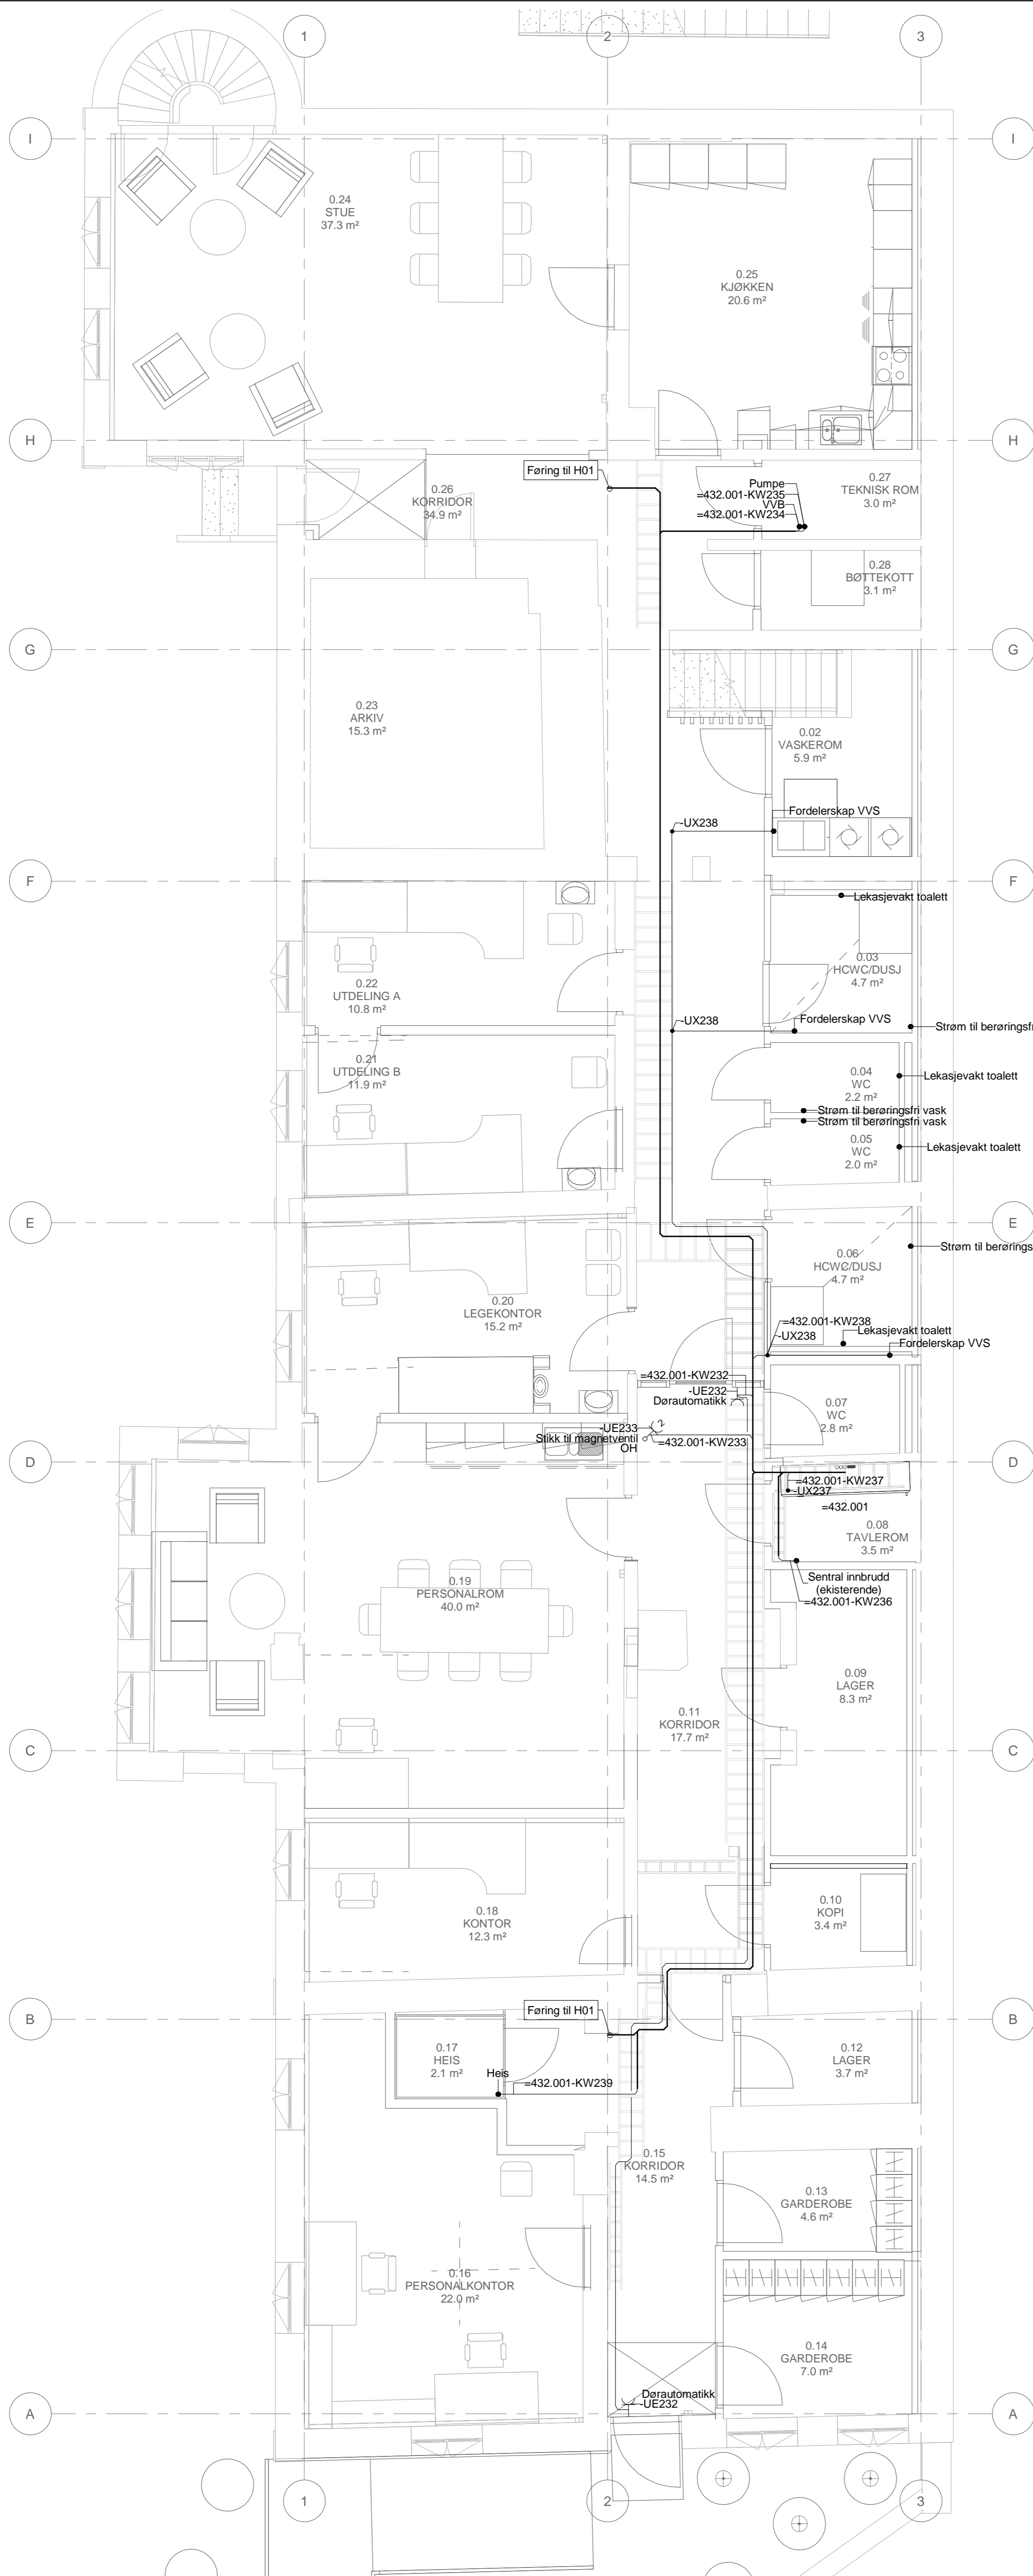 1
2
3
I
I
0.24
STUE
37.3 m²
0.25
KJØKKEN
20.6 m²
H
H
Føring til H01
0.26
KORRIDOR
34.9 m²
Pumpe
=432.001-KW235
VVB
=432.001-KW234
0.27
TEKNISK ROM
3.0 m²
0.28
BØTTEKOTT
3.1 m²
G
G
0.23
ARKIV
15.3 m²
0.02
VASKEROM
5.9 m²
Fordelerskap VVS
-UX238
F
F
Lekasjevakt toalett
0.03
HCWC/DUSJ
4.7 m²
0.22
UTDELING A
10.8 m²
-UX238
Fordelerskap VVS
Strøm til berøringsfr
0.21
UTDELING B
11.9 m²
0.04
WC
2.2 m²
Lekasjevakt toalett
Strøm til berøringsfri vask
Strøm til berøringsfri vask
0.05
WC
2.0 m²
Lekasjevakt toalett
E
E
0.06
HCWC/DUSJ
4.7 m²
Strøm til berørings
0.20
LEGEKONTOR
15.2 m²
=432.001-KW238
-UX238
Lekasjevakt toalett
Fordelerskap VVS
=432.001-KW232
-UE232
Dørautomatikk
0.07
WC
2.8 m²
2
-UE233
Stikk til magnetventil
OH
=432.001-KW233
D
D
=432.001-KW237
-UX237
=432.001
0.08
TAVLEROM
3.5 m²
Sentral innbrudd
(ekisterende)
=432.001-KW236
0.19
PERSONALROM
40.0 m²
0.09
LAGER
8.3 m²
0.11
KORRIDOR
17.7 m²
C
C
0.18
KONTOR
12.3 m²
0.10
KOPI
3.4 m²
Føring til H01
B
B
0.17
HEIS
2.1 m²
Heis
=432.001-KW239
0.12
LAGER
3.7 m²
0.15
KORRIDOR
14.5 m²
0.13
GARDEROBE
4.6 m²
0.16
PERSONALKONTOR
22.0 m²
0.14
GARDEROBE
7.0 m²
Dørautomatikk
-UE232
A
A
1
2
3